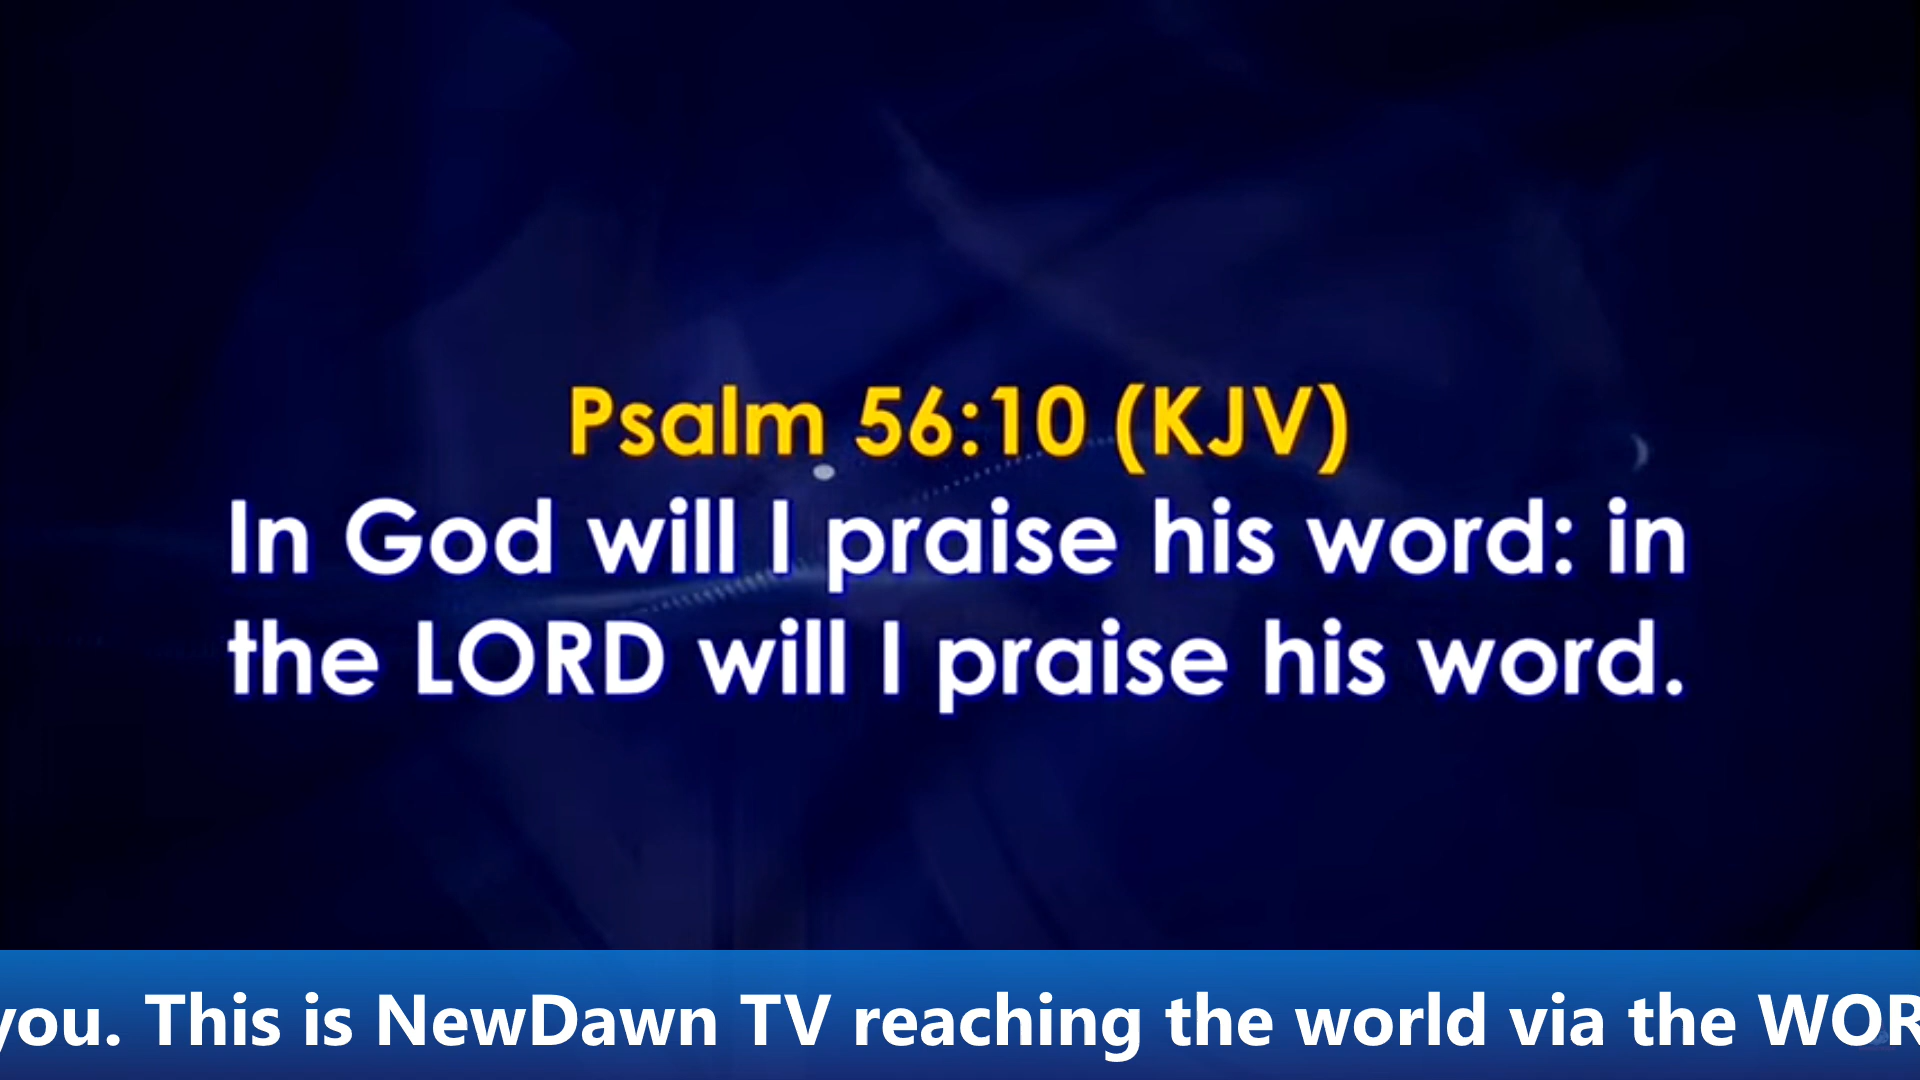 Psalm 56:10 (KJV)
In God will I praise his word: in
the LORD will I praise his word.
you. This is NewDawn TV reaching the world via the WOR